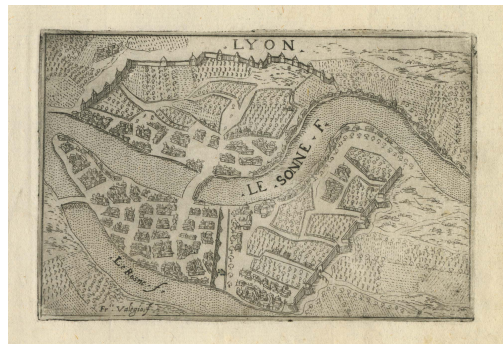 LYON.
LE . SONNE . F.
Le Rosne . f.
Fr. Valegio f.